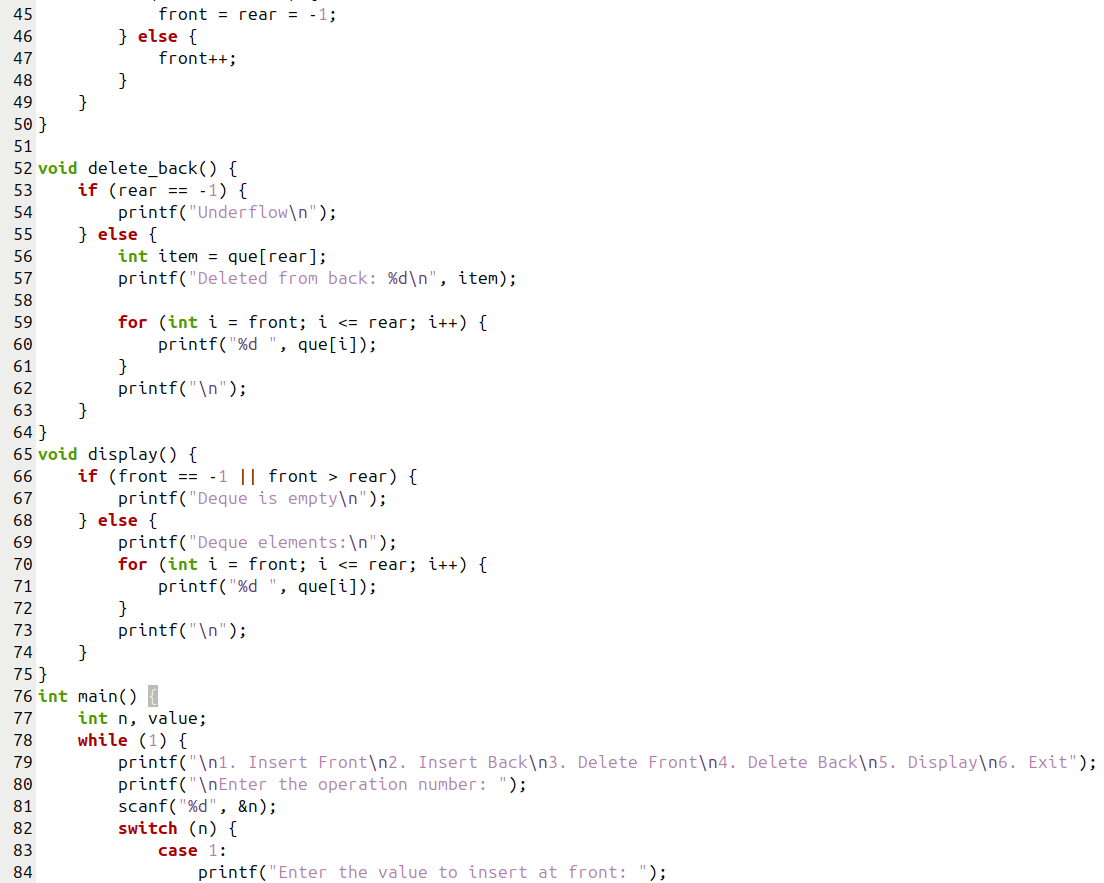 45             front = rear = -1;
46         } else {
47             front++;
48         }
49     }
50 }
51
52 void delete_back() {
53     if (rear == -1) {
54         printf("Underflow\n");
55     } else {
56         int item = que[rear];
57         printf("Deleted from back: %d\n", item);
58
59         for (int i = front; i <= rear; i++) {
60             printf("%d ", que[i]);
61         }
62         printf("\n");
63     }
64 }
65 void display() {
66     if (front == -1 || front > rear) {
67         printf("Deque is empty\n");
68     } else {
69         printf("Deque elements:\n");
70         for (int i = front; i <= rear; i++) {
71             printf("%d ", que[i]);
72         }
73         printf("\n");
74     }
75 }
76 int main() {
77     int n, value;
78     while (1) {
79         printf("\n1. Insert Front\n2. Insert Back\n3. Delete Front\n4. Delete Back\n5. Display\n6. Exit");
80         printf("\nEnter the operation number: ");
81         scanf("%d", &n);
82         switch (n) {
83             case 1:
84                 printf("Enter the value to insert at front: ");